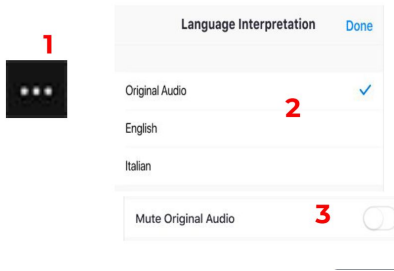 1
Language Interpretation Done
Original Audio
2
English
Italian
Mute Original Audio 3